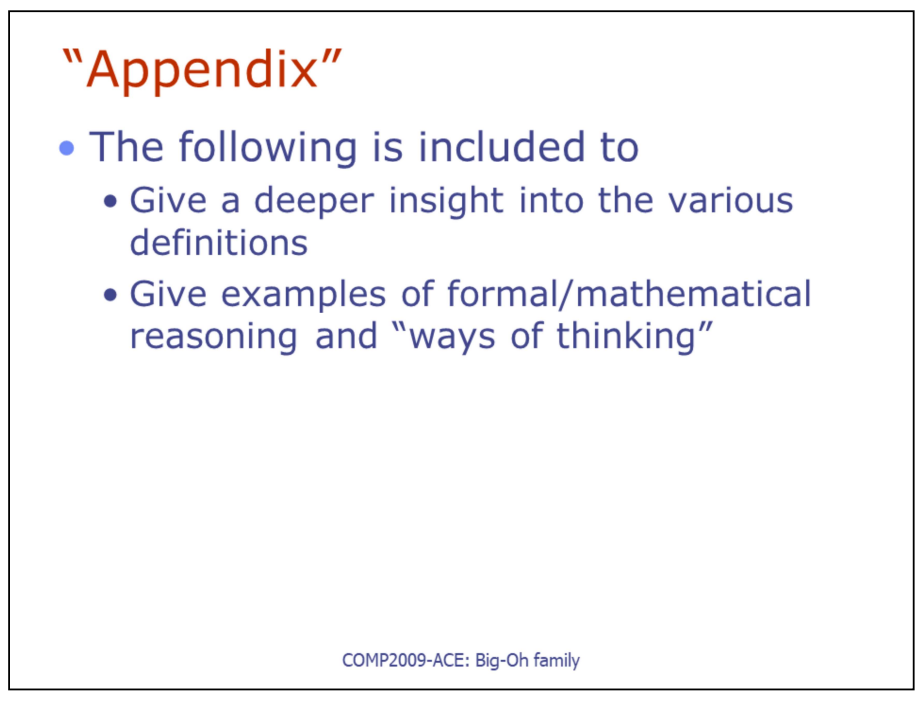 “Appendix”
• The following is included to
• Give a deeper insight into the various
definitions
• Give examples of formal/mathematical
reasoning and “ways of thinking”
COMP2009-ACE: Big-Oh family